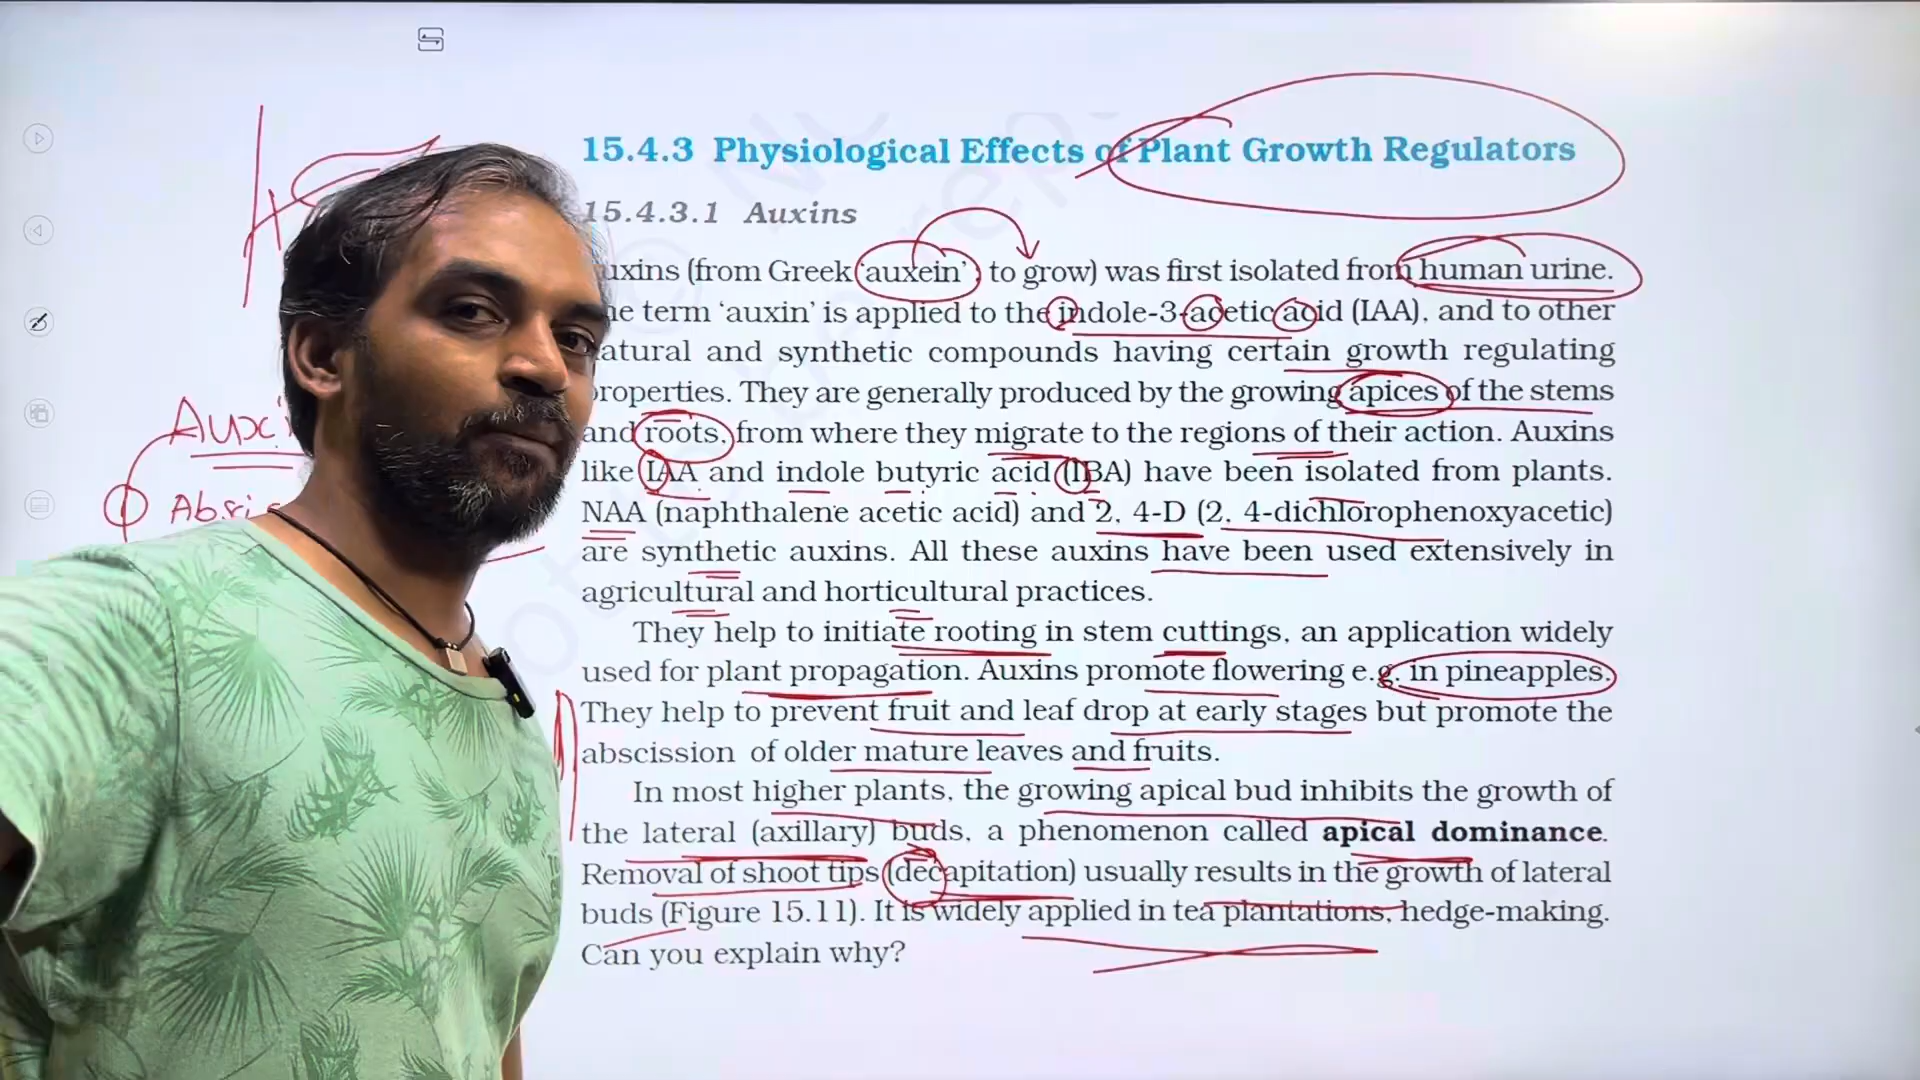 15.4.3 Physiological Effects of Plant Growth Regulators
15.4.3.1 Auxins
uxins (from Greek 'auxein' : to grow) was first isolated from human urine.
he term 'auxin' is applied to the indole-3-acetic acid (IAA), and to other
atural and synthetic compounds having certain growth regulating
properties. They are generally produced by the growing apices of the stems
and roots, from where they migrate to the regions of their action. Auxins
like IAA and indole butyric acid (IBA) have been isolated from plants.
NAA (naphthalene acetic acid) and 2, 4-D (2, 4-dichlorophenoxyacetic)
are synthetic auxins. All these auxins have been used extensively in
agricultural and horticultural practices.
They help to initiate rooting in stem cuttings, an application widely
used for plant propagation. Auxins promote flowering e.g. in pineapples.
They help to prevent fruit and leaf drop at early stages but promote the
abscission of older mature leaves and fruits.
In most higher plants, the growing apical bud inhibits the growth of
the lateral (axillary) buds, a phenomenon called apical dominance.
Removal of shoot tips (decapitation) usually results in the growth of lateral
buds (Figure 15.11). It is widely applied in tea plantations, hedge-making.
Can you explain why?
Auxi
Absi